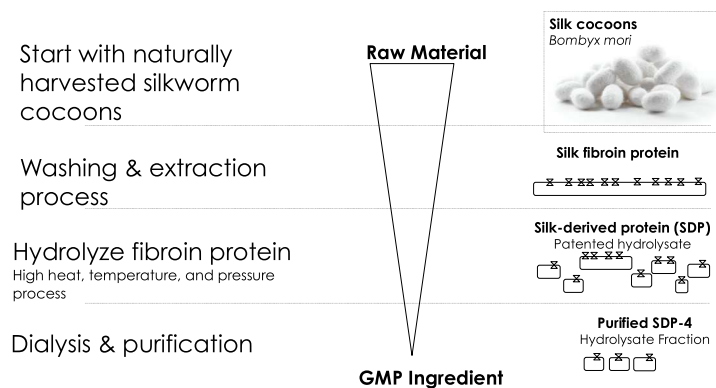 Start with naturally
harvested silkworm
cocoons
Raw Material
Silk cocoons
Bombyx mori
Washing & extraction
process
Silk fibroin protein
Hydrolyze fibroin protein
High heat, temperature, and pressure
process
Silk-derived protein (SDP)
Patented hydrolysate
Dialysis & purification
Purified SDP-4
Hydrolysate Fraction
GMP Ingredient